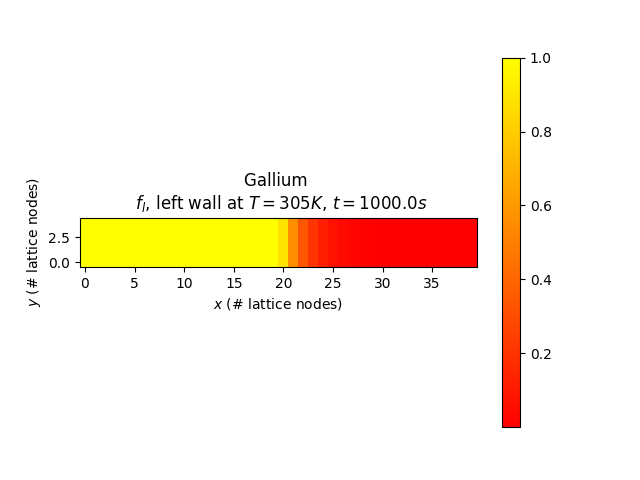 Gallium
f_l, left wall at T = 305K, t = 1000.0s
y (# lattice nodes)
2.5
0.0
0 5 10 15 20 25 30 35
x (# lattice nodes)
1.0
0.8
0.6
0.4
0.2